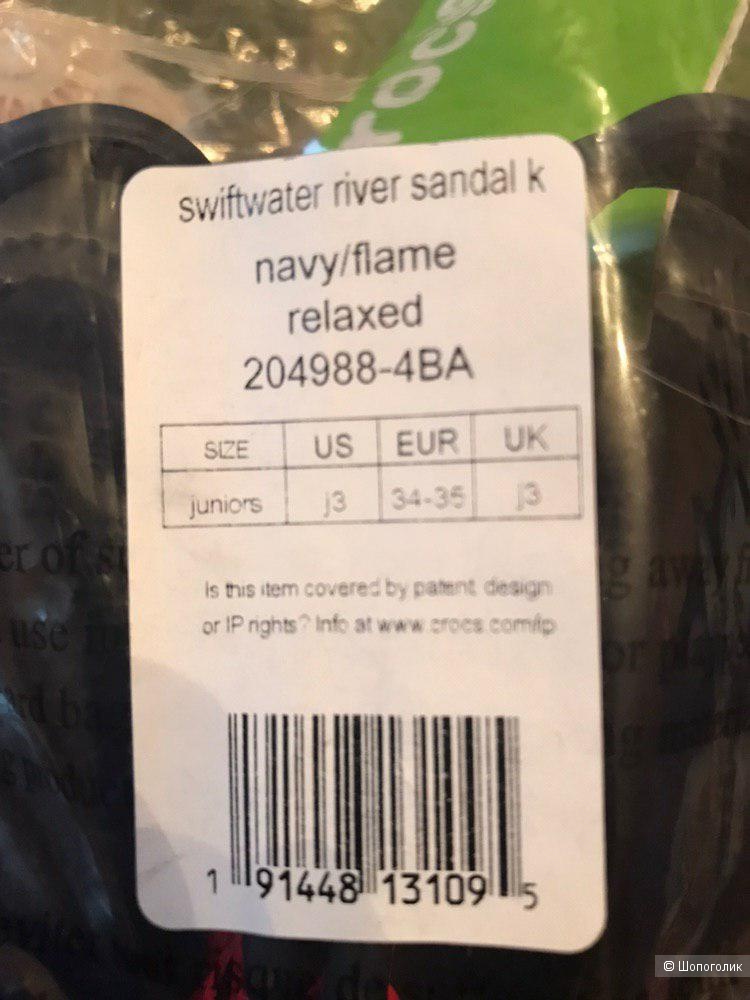 crocs
swiftwater river sandal k
navy/flame
relaxed
204988-4BA
SIZE US EUR UK
juniors j3 34-35 j3
Is this item covered by patent design
or IP rights? Info at www.crocs.com/ip
1 91448 13109 5
© Шопоголик